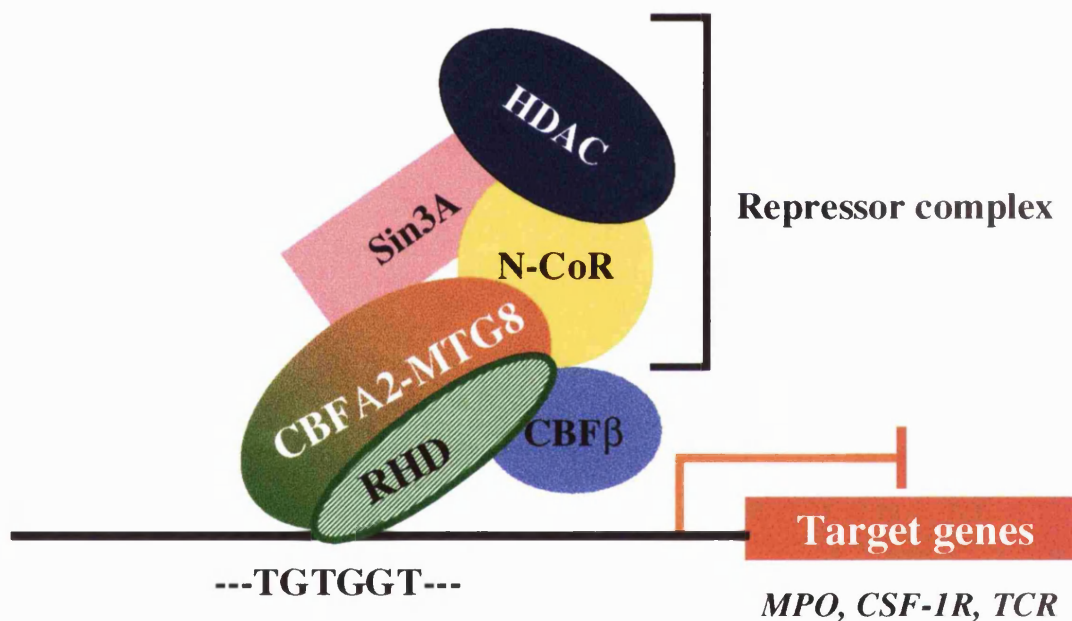 HDAC
Sin3A
Repressor complex
N-CoR
CBFA2-MTG8
RHD
CBFβ
Target genes
---TGTGGT---
MPO, CSF-1R, TCR